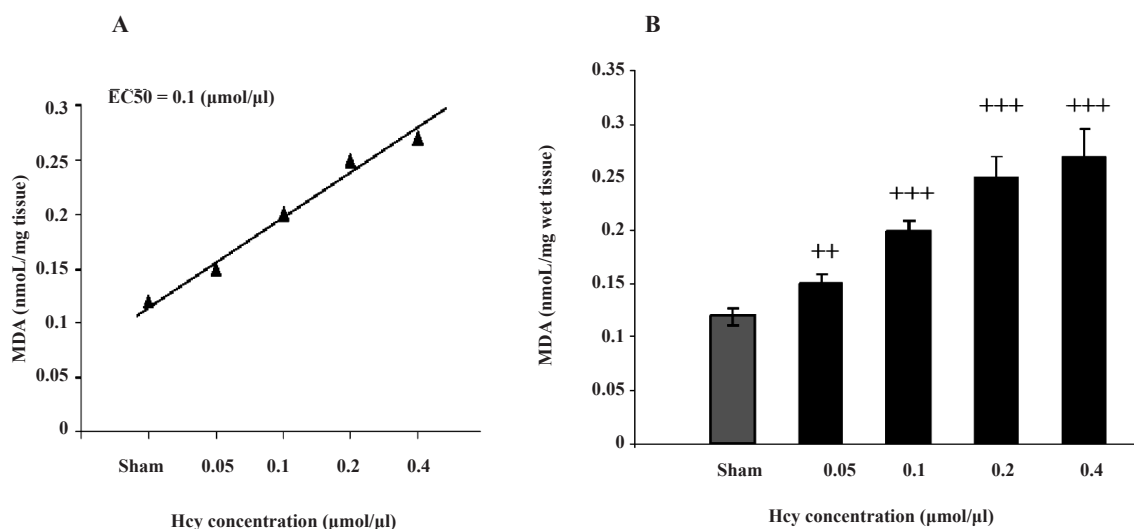 A
EC50 = 0.1 (µmol/µl)
0.3
0.25
0.2
0.15
0.1
0.05
0
MDA (nmoL/mg tissue)
Sham 0.05 0.1 0.2 0.4
Hcy concentration (µmol/µl)
B
0.35
0.3
0.25
0.2
0.15
0.1
0.05
0
MDA (nmoL/mg wet tissue)
++
+++
+++
+++
Sham 0.05 0.1 0.2 0.4
Hcy concentration (µmol/µl)